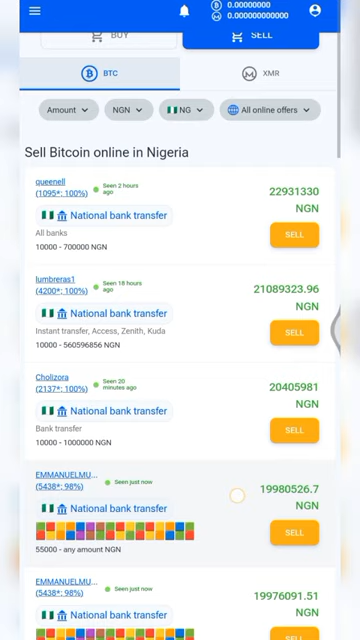 0.00000000
0.000000000000
BUY
SELL
BTC
XMR
Amount
NGN
NG
All online offers
Sell Bitcoin online in Nigeria
queenell
(1095*; 100%)
Seen 2 hours
ago
National bank transfer
All banks
10000 - 700000 NGN
22931330
NGN
SELL
lumbreras1
(4200*; 100%)
Seen 18 hours
ago
National bank transfer
Instant transfer, Access, Zenith, Kuda
10000 - 560596856 NGN
21089323.96
NGN
SELL
Cholizora
(2137*; 100%)
Seen 20
minutes ago
National bank transfer
Bank transfer
10000 - 1000000 NGN
20405981
NGN
SELL
EMMANUELMU...
(5438*; 98%)
Seen just now
National bank transfer
55000 - any amount NGN
19980526.7
NGN
SELL
EMMANUELMU...
(5438*; 98%)
Seen just now
National bank transfer
19976091.51
NGN
SELL